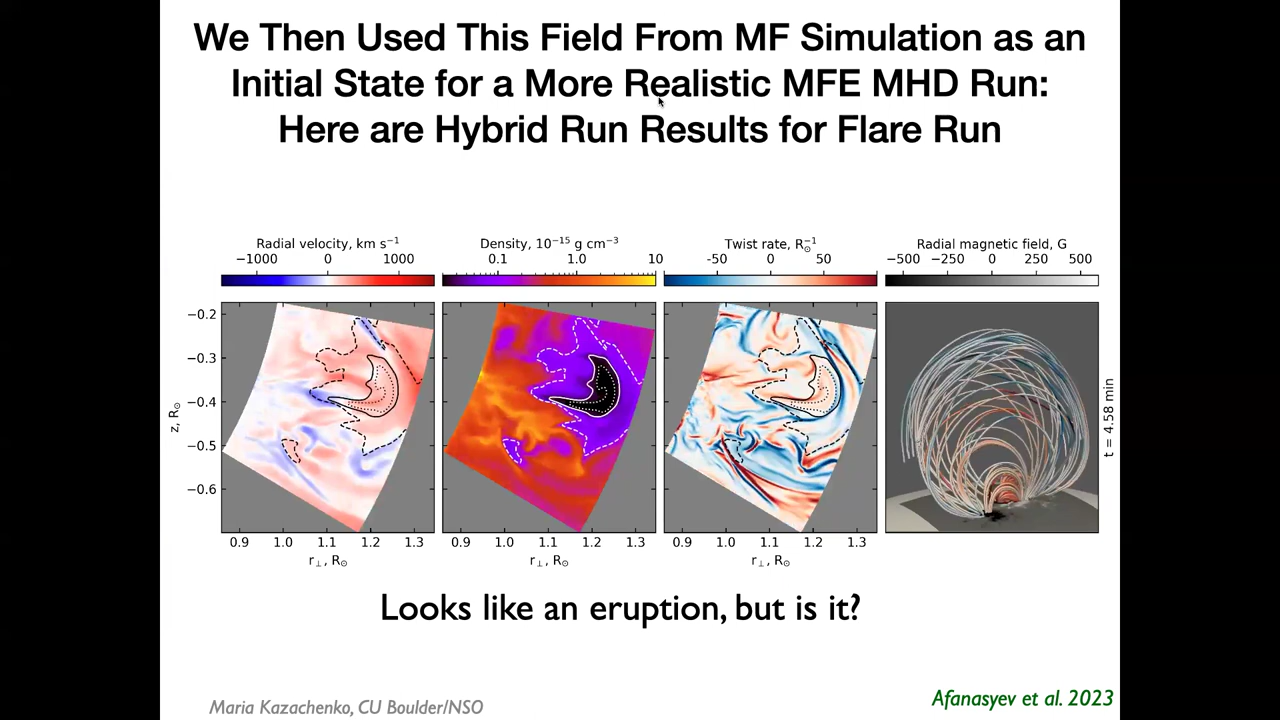 We Then Used This Field From MF Simulation as an
Initial State for a More Realistic MFE MHD Run:
Here are Hybrid Run Results for Flare Run
Radial velocity, km s⁻¹
−1000 0 1000
Density, 10⁻¹⁵ g cm⁻³
0.1 1.0 10
Twist rate, R⊙⁻¹
-50 0 50
Radial magnetic field, G
−500 −250 0 250 500
−0.2
−0.3
−0.4
−0.5
−0.6
z, R⊙
0.9 1.0 1.1 1.2 1.3
r⊥, R⊙
0.9 1.0 1.1 1.2 1.3
r⊥, R⊙
0.9 1.0 1.1 1.2 1.3
r⊥, R⊙
t = 4.58 min
Looks like an eruption, but is it?
Maria Kazachenko, CU Boulder/NSO
Afanasyev et al. 2023